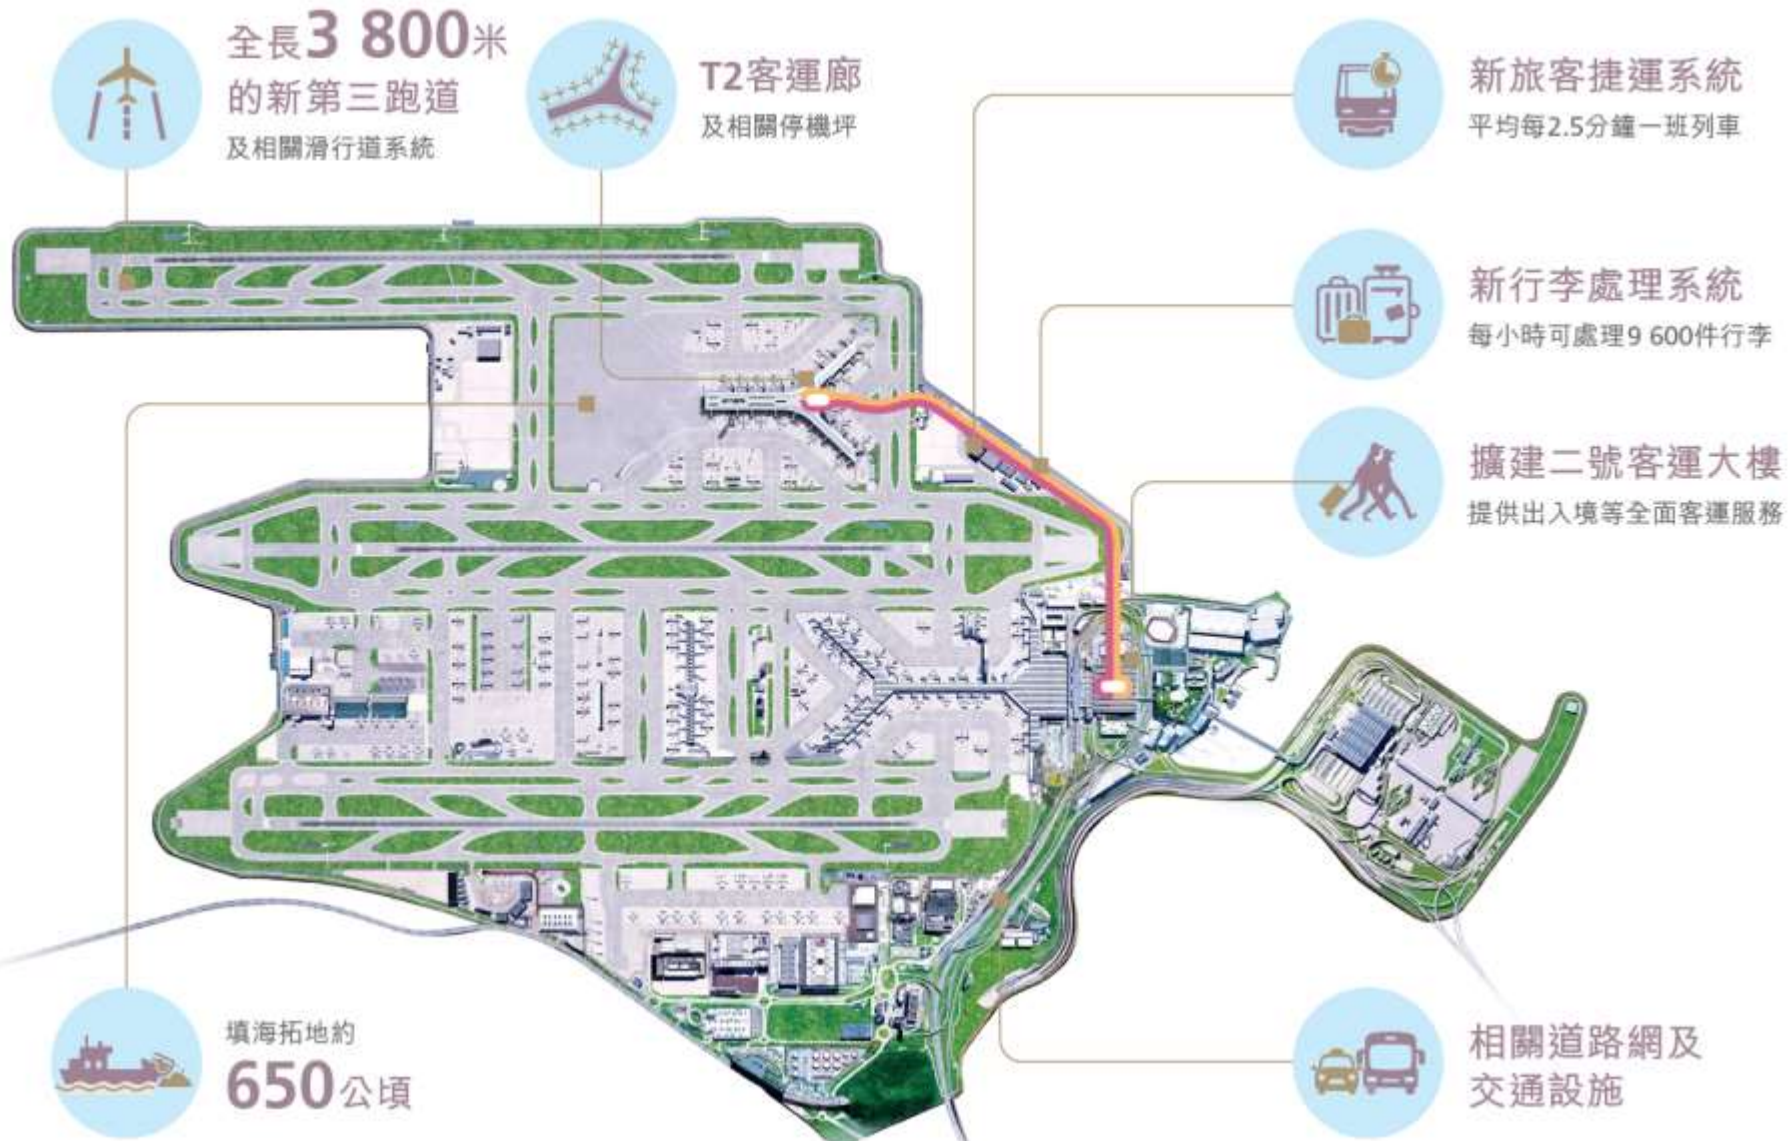 全長3 800米
的新第三跑道
及相關滑行道系統
T2客運廊
及相關停機坪
新旅客捷運系統
平均每2.5分鐘一班列車
新行李處理系統
每小時可處理9 600件行李
擴建二號客運大樓
提供出入境等全面客運服務
填海拓地約
650公頃
相關道路網及
交通設施